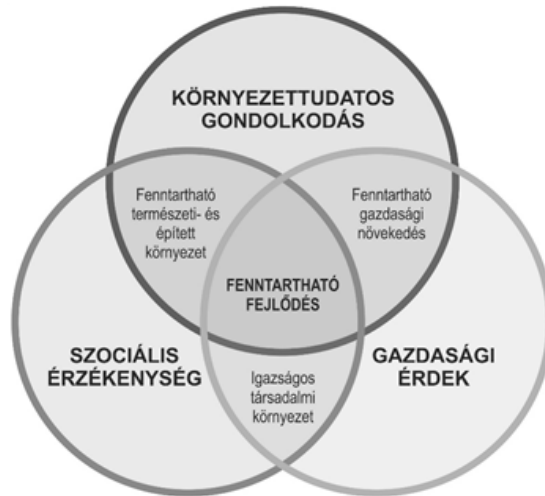 KÖRNYEZETTUDATOS
GONDOLKODÁS
Fenntartható
természeti- és
épített
környezet
Fenntartható
gazdasági
növekedés
FENNTARTHATÓ
FEJLŐDÉS
SZOCIÁLIS
ÉRZÉKENYSÉG
GAZDASÁGI
ÉRDEK
Igazságos
társadalmi
környezet